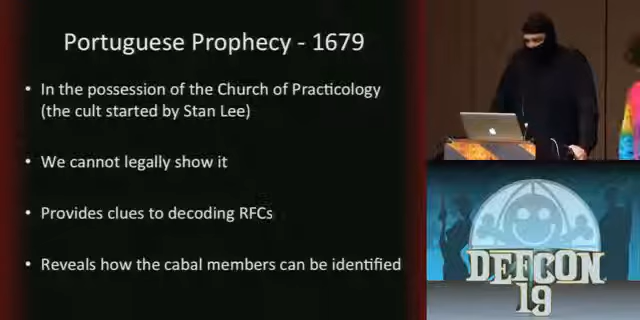 Portuguese Prophecy - 1679
• In the possession of the Church of Practicology
(the cult started by Stan Lee)
• We cannot legally show it
• Provides clues to decoding RFCs
• Reveals how the cabal members can be identified
DEFCON
19